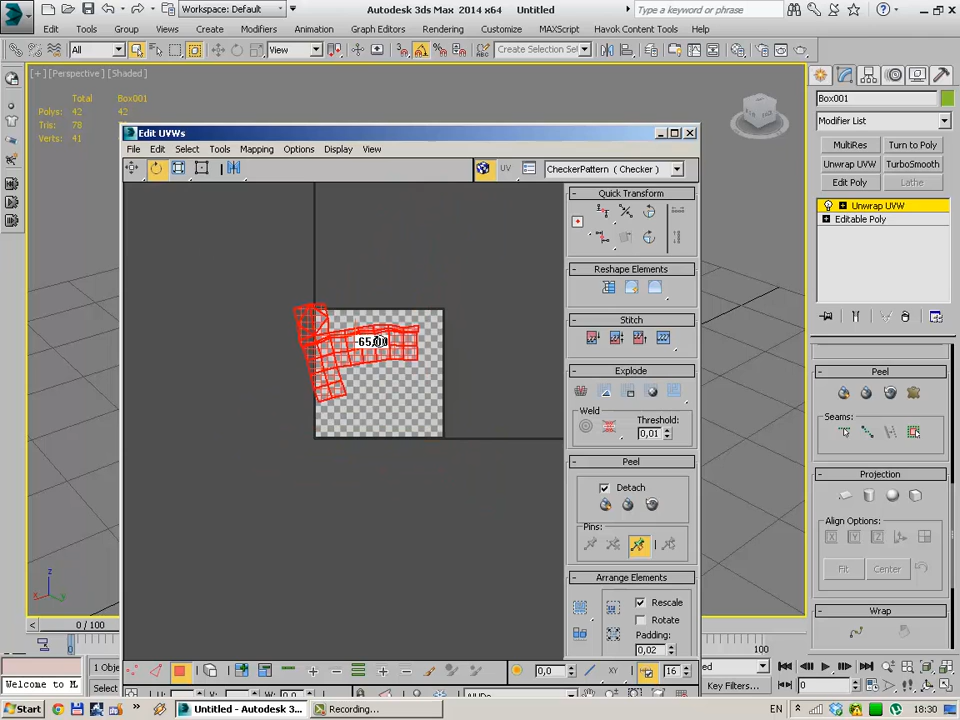 Workspace: Default
Autodesk 3ds Max 2014 x64
Untitled
Type a keyword or phrase
Edit
Tools
Group
Views
Create
Modifiers
Animation
Graph Editors
Rendering
Customize
MAXScript
Havok Content Tools
Help
All
View
Create Selection Set
[+] [Perspective] [Shaded]
Total
Box001
Polys: 42
42
Tris: 78
Verts: 41
Edit UVWs
File
Edit
Select
Tools
Mapping
Options
Display
View
UV
CheckerPattern ( Checker )
-65,00
Quick Transform
Reshape Elements
Stitch
Explode
Weld
Threshold:
0,01
Peel
Detach
Pins:
Arrange Elements
Rescale
Rotate
Padding:
0,02
0,0
XY
16
Box001
Modifier List
MultiRes
Turn to Poly
Unwrap UVW
TurboSmooth
Edit Poly
Lathe
Unwrap UVW
Editable Poly
Peel
Seams:
Projection
Align Options:
X
Y
Z
Fit
Center
Wrap
0 / 100
100
1 Obje
Welcome to M
Select
Key Filters...
0
Start
Untitled - Autodesk 3...
Recording...
EN
18:30